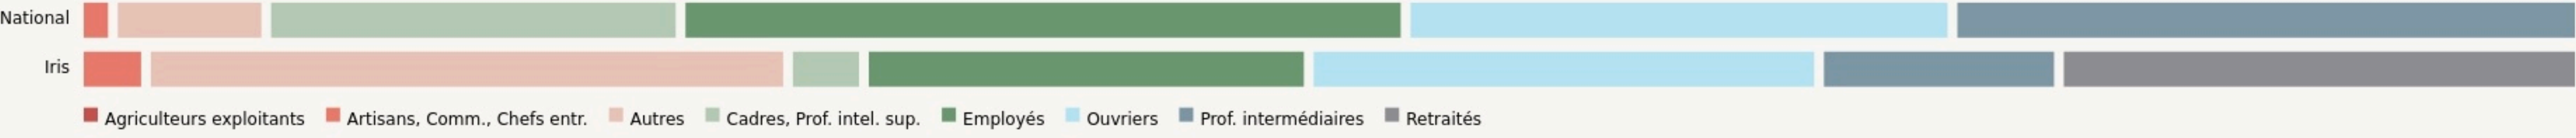 National
Iris
Agriculteurs exploitants Artisans, Comm., Chefs entr. Autres Cadres, Prof. intel. sup. Employés Ouvriers Prof. intermédiaires Retraités